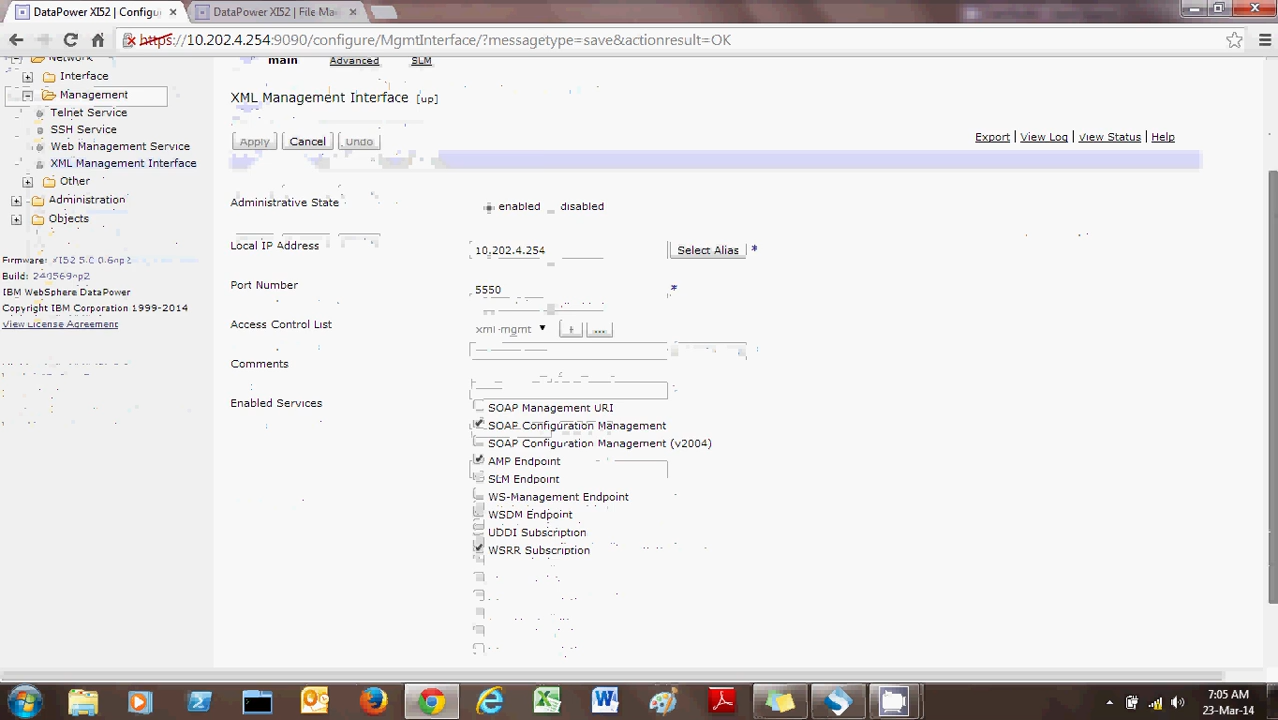 DataPower XI52 | Configu
DataPower XI52 | File Ma
https://10.202.4.254:9090/configure/MgmtInterface/?messagetype=save&actionresult=OK
Network
Interface
Management
Telnet Service
SSH Service
Web Management Service
XML Management Interface
Other
Administration
Objects
Firmware: XI52.5.0.0.6np2
Build: 240569np2
IBM WebSphere DataPower
Copyright IBM Corporation 1999-2014
View License Agreement
main Advanced SLM
XML Management Interface [up]
Apply Cancel Undo
Export | View Log | View Status | Help
Administrative State enabled disabled
Local IP Address 10.202.4.254 Select Alias *
Port Number 5550 *
Access Control List xml-mgmt + ...
Comments
Enabled Services
SOAP Management URI
SOAP Configuration Management
SOAP Configuration Management (v2004)
AMP Endpoint
SLM Endpoint
WS-Management Endpoint
WSDM Endpoint
UDDI Subscription
WSRR Subscription
7:05 AM
23-Mar-14